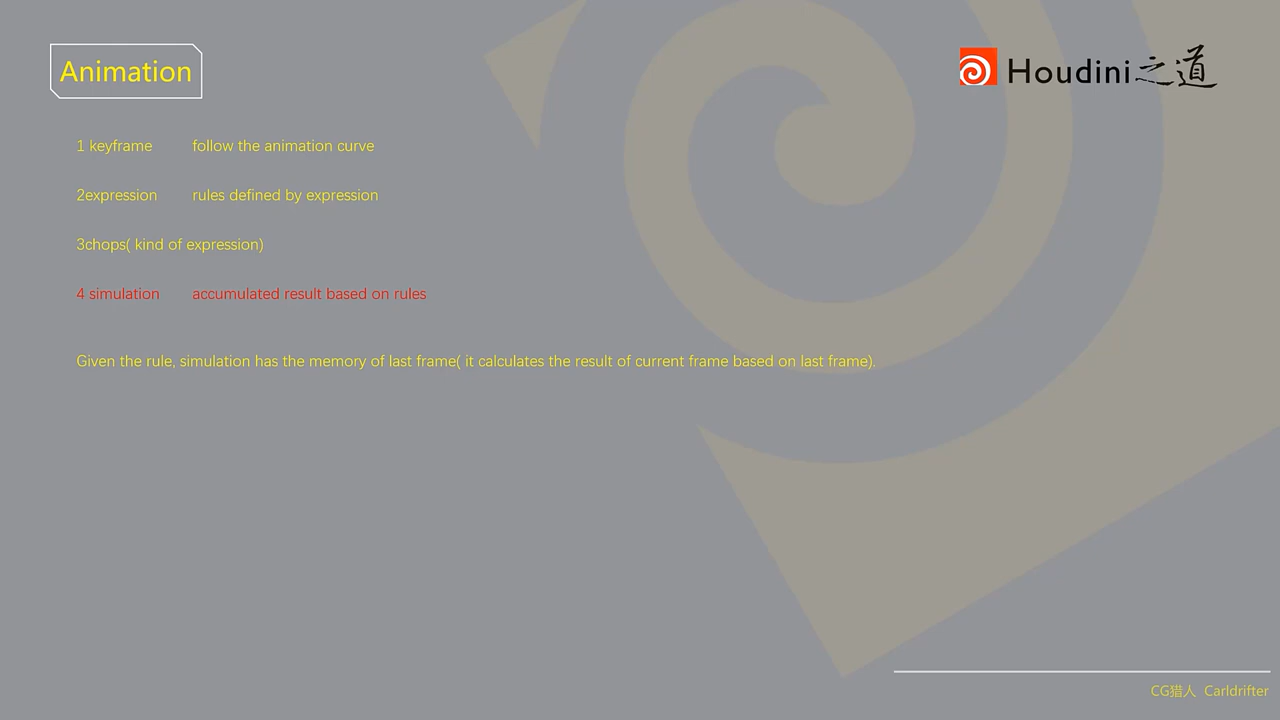 Animation
Houdini之道
1 keyframe follow the animation curve
2expression rules defined by expression
3chops( kind of expression)
4 simulation accumulated result based on rules
Given the rule, simulation has the memory of last frame( it calculates the result of current frame based on last frame).
CG猎人 Carldrifter